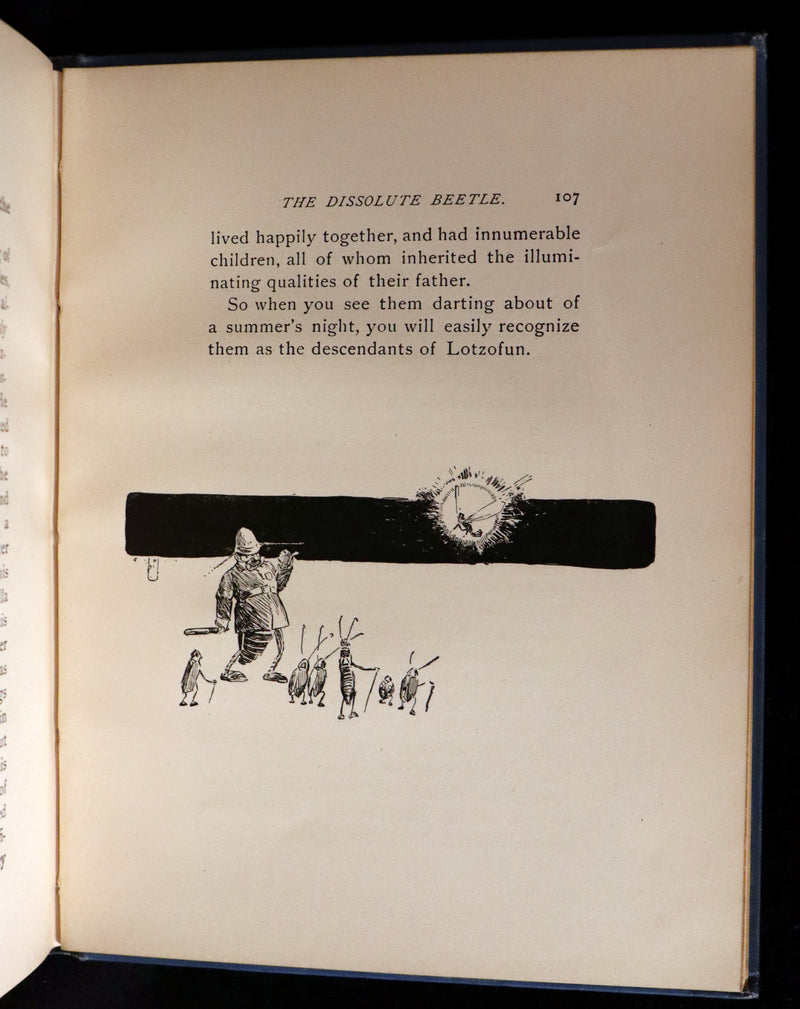 THE DISSOLUTE BEETLE. 107
lived happily together, and had innumerable
children, all of whom inherited the illumi-
nating qualities of their father.
So when you see them darting about of
a summer's night, you will easily recognize
them as the descendants of Lotzofun.